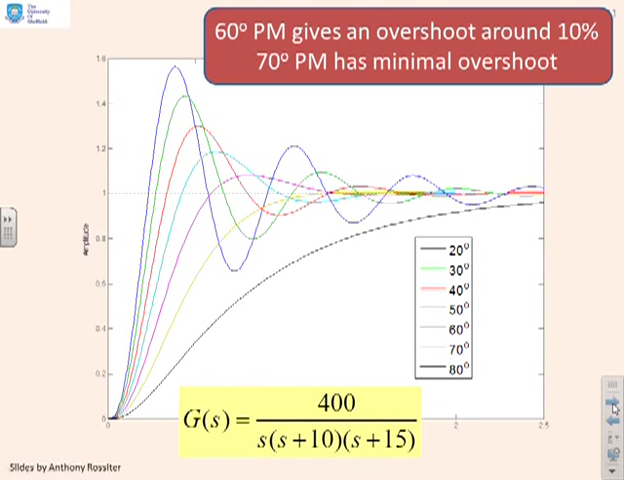 The
University
Of
Sheffield
60° PM gives an overshoot around 10%
70° PM has minimal overshoot
1.6
1.4
1.2
1
0.8
0.6
0.4
0.2
0
Amplitude
20°
30°
40°
50°
60°
70°
80°
G(s) = 400
s(s+10)(s+15)
2
2.5
Slides by Anthony Rossiter